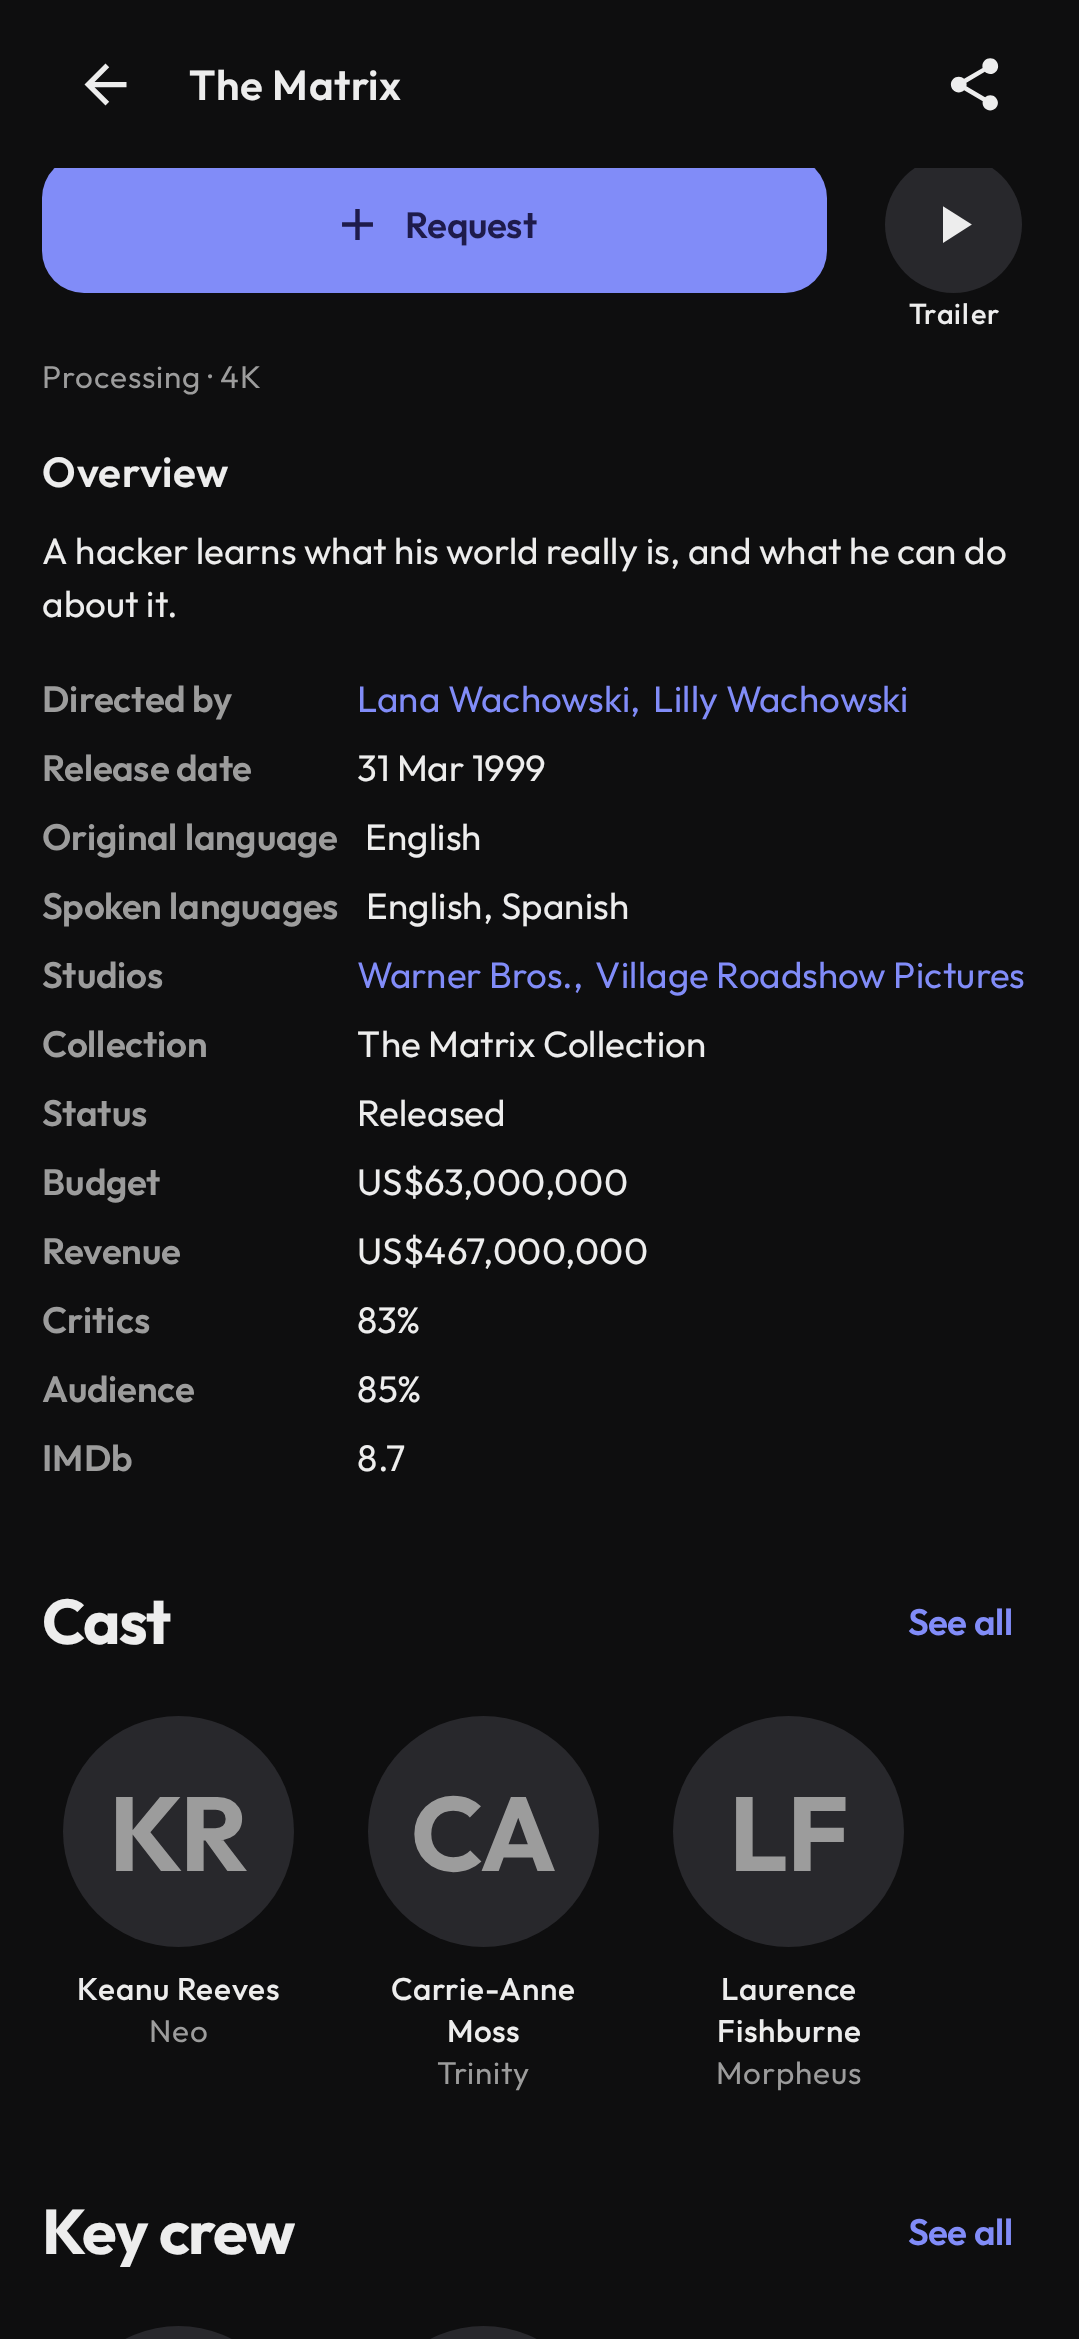 The Matrix
Request
Trailer
Processing · 4K
Overview
A hacker learns what his world really is, and what he can do
about it.
Directed by Lana Wachowski, Lilly Wachowski
Release date 31 Mar 1999
Original language English
Spoken languages English, Spanish
Studios Warner Bros., Village Roadshow Pictures
Collection The Matrix Collection
Status Released
Budget US$63,000,000
Revenue US$467,000,000
Critics 83%
Audience 85%
IMDb 8.7
Cast See all
KR CA LF
Keanu Reeves Carrie-Anne Laurence
Neo Moss Fishburne
Trinity Morpheus
Key crew See all